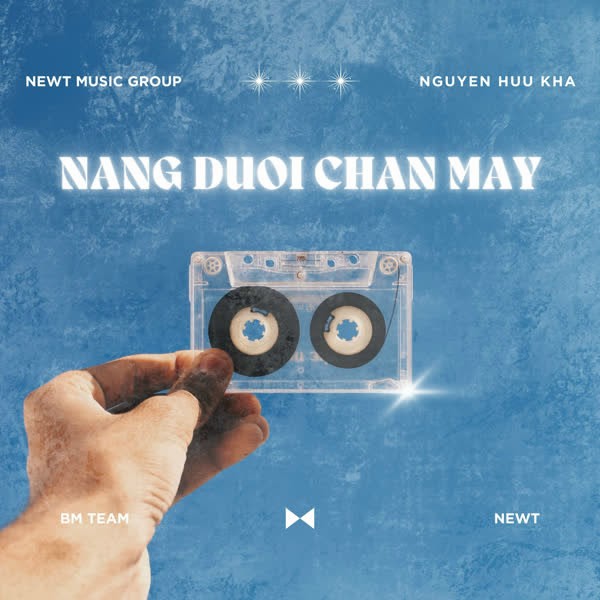 NEWT MUSIC GROUP
NGUYEN HUU KHA
NANG DUOI CHAN MAY
BM TEAM
NEWT